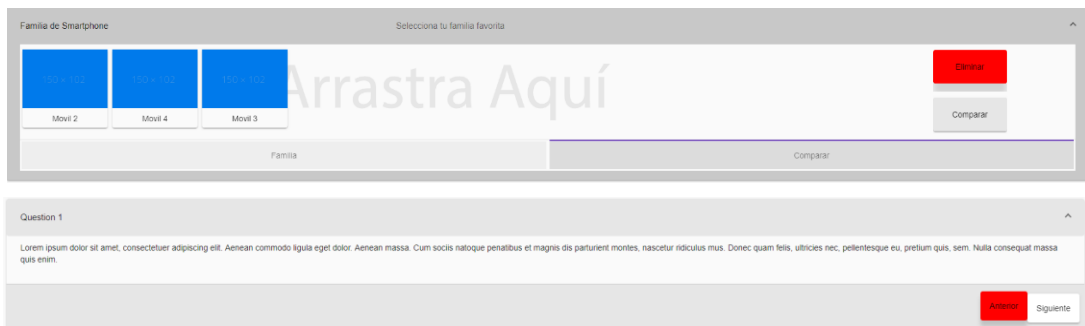 Familia de Smartphone Selecciona tu familia favorita
150 × 102 150 × 102 150 × 102 Arrastra Aquí Eliminar
Movil 2 Movil 4 Movil 3 Comparar
Familia Comparar
Question 1
Lorem ipsum dolor sit amet, consectetuer adipiscing elit. Aenean commodo ligula eget dolor. Aenean massa. Cum sociis natoque penatibus et magnis dis parturient montes, nascetur ridiculus mus. Donec quam felis, ultricies nec, pellentesque eu, pretium quis, sem. Nulla consequat massa
quis enim.
Anterior Siguiente